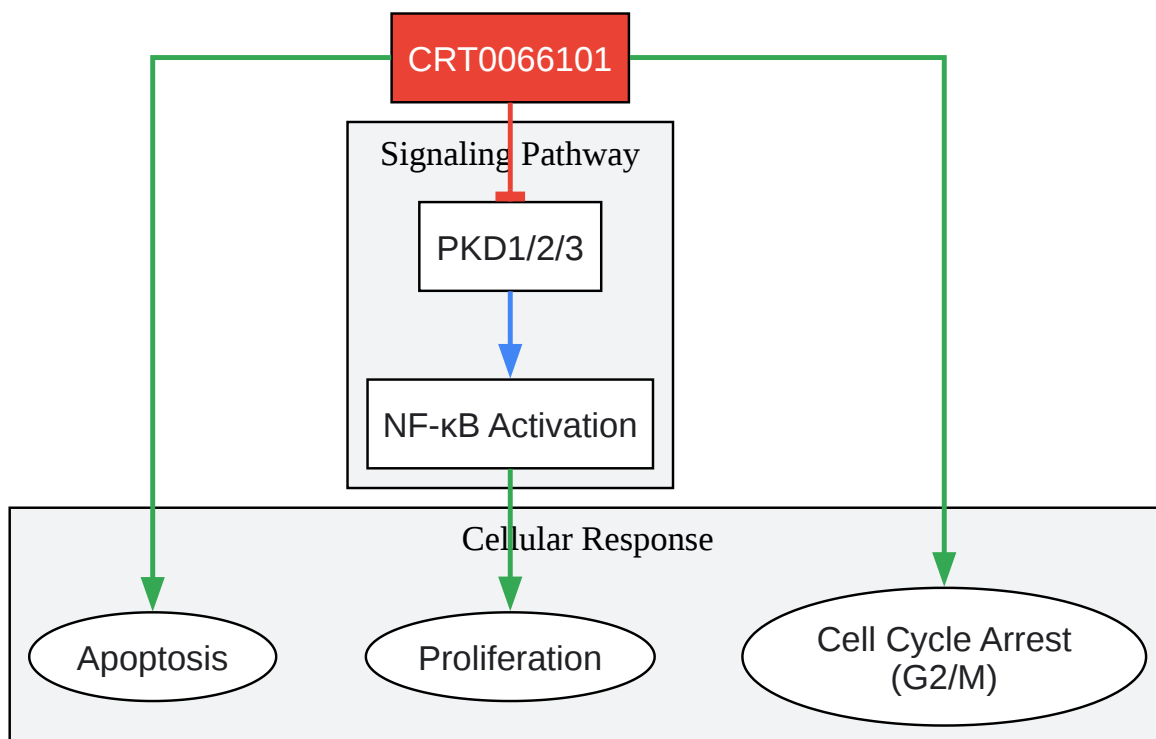 CRT0066101
Signaling Pathway
PKD1/2/3
NF-κB Activation
Cellular Response
Apoptosis
Proliferation
Cell Cycle Arrest
(G2/M)